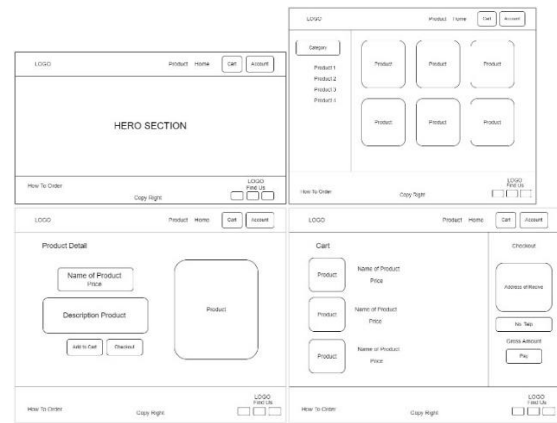 LOGO
Product Home Cart Account
HERO SECTION
How To Order
LOGO
Find Us
Copy Right
LOGO
Product Home Cart Account
Category
Product 1
Product 2
Product 3
Product 4
Product Product Product
Product Product Product
How To Order
LOGO
Find Us
Copy Right
LOGO
Product Home Cart Account
Product Detail
Name of Product
Price
Description Product
Add to Cart Checkout
Product
How To Order
LOGO
Find Us
Copy Right
LOGO
Product Home Cart Account
Cart
Product
Name of Product
Price
Product
Name of Product
Price
Product
Name of Product
Price
Checkout
Address of Recive
No. Telp
Gross Amount
Pay
How To Order
LOGO
Find Us
Copy Right